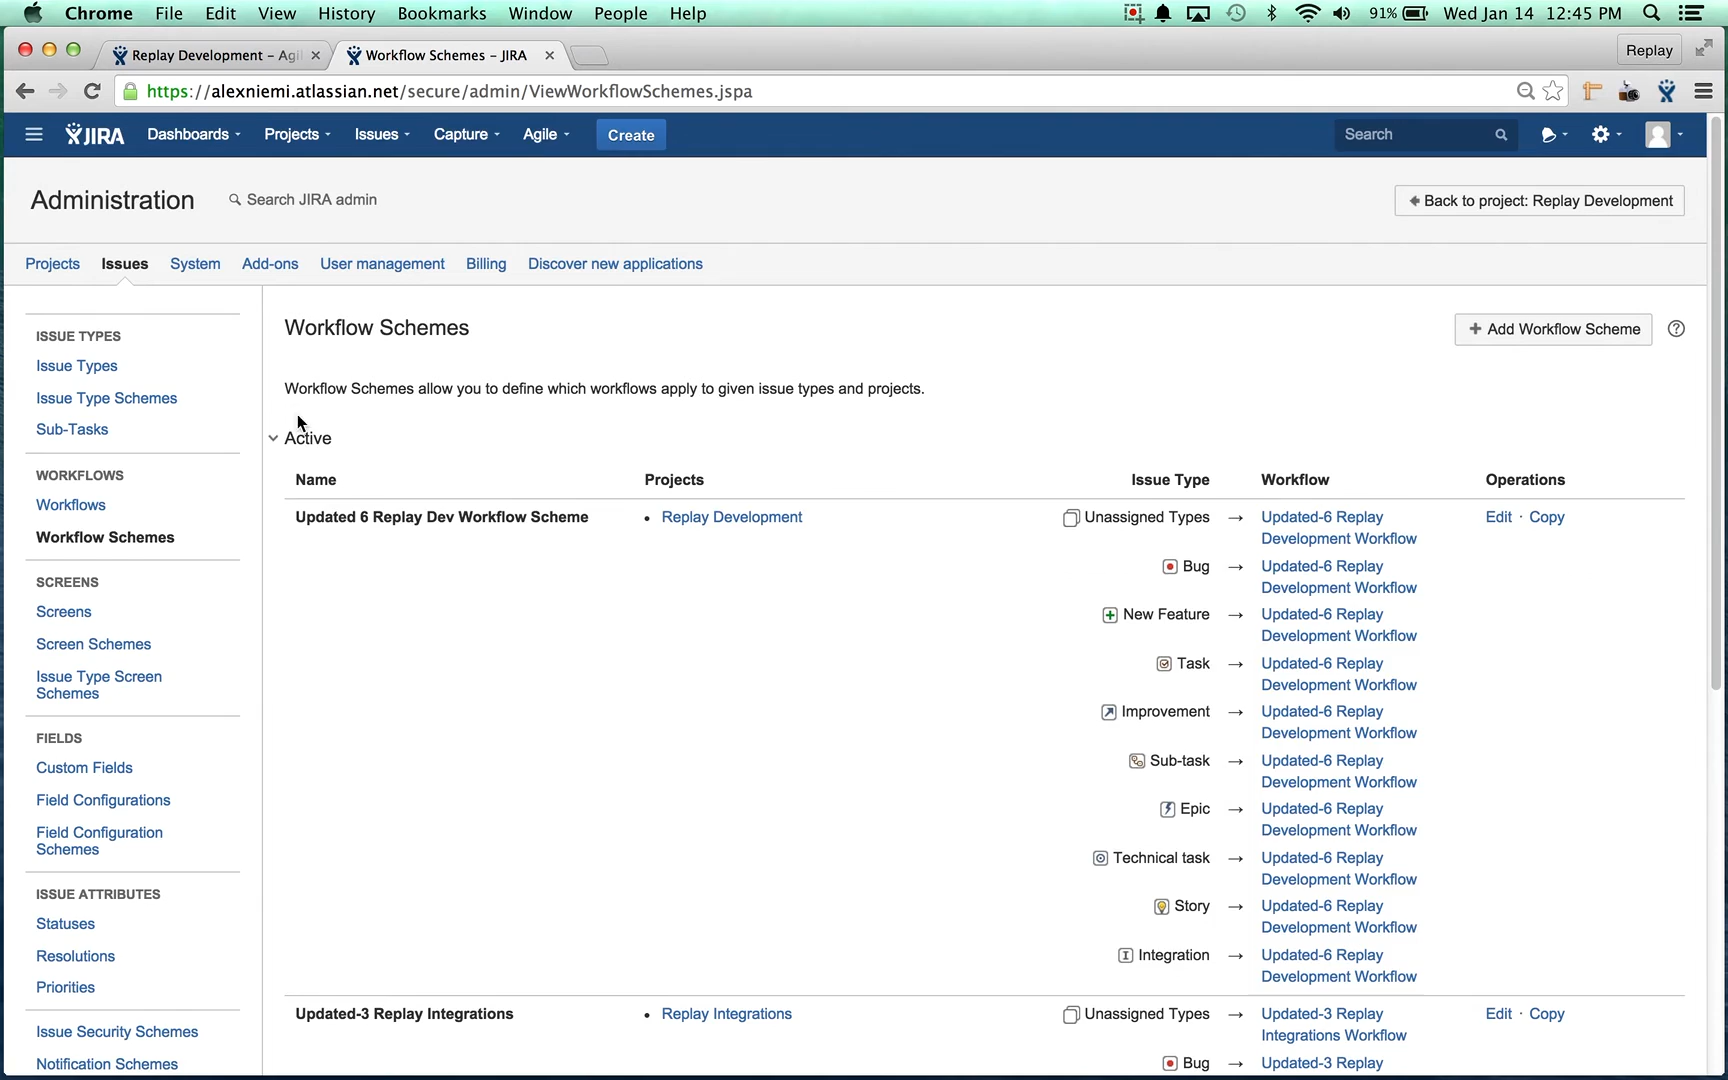 Chrome File Edit View History Bookmarks Window People Help 91% Wed Jan 14 12:45 PM
Replay Development – Agi Workflow Schemes – JIRA Replay
https://alexniemi.atlassian.net/secure/admin/ViewWorkflowSchemes.jspa
JIRA Dashboards Projects Issues Capture Agile Create Search
Administration Search JIRA admin Back to project: Replay Development
Projects Issues System Add-ons User management Billing Discover new applications
ISSUE TYPES
Issue Types
Issue Type Schemes
Sub-Tasks
WORKFLOWS
Workflows
Workflow Schemes
SCREENS
Screens
Screen Schemes
Issue Type Screen
Schemes
FIELDS
Custom Fields
Field Configurations
Field Configuration
Schemes
ISSUE ATTRIBUTES
Statuses
Resolutions
Priorities
Issue Security Schemes
Notification Schemes
Workflow Schemes + Add Workflow Scheme ?
Workflow Schemes allow you to define which workflows apply to given issue types and projects.
Active
Name Projects Issue Type Workflow Operations
Updated 6 Replay Dev Workflow Scheme • Replay Development Unassigned Types → Updated-6 Replay Edit · Copy
Development Workflow
Bug → Updated-6 Replay
Development Workflow
New Feature → Updated-6 Replay
Development Workflow
Task → Updated-6 Replay
Development Workflow
Improvement → Updated-6 Replay
Development Workflow
Sub-task → Updated-6 Replay
Development Workflow
Epic → Updated-6 Replay
Development Workflow
Technical task → Updated-6 Replay
Development Workflow
Story → Updated-6 Replay
Development Workflow
Integration → Updated-6 Replay
Development Workflow
Updated-3 Replay Integrations • Replay Integrations Unassigned Types → Updated-3 Replay Edit · Copy
Integrations Workflow
Bug → Updated-3 Replay